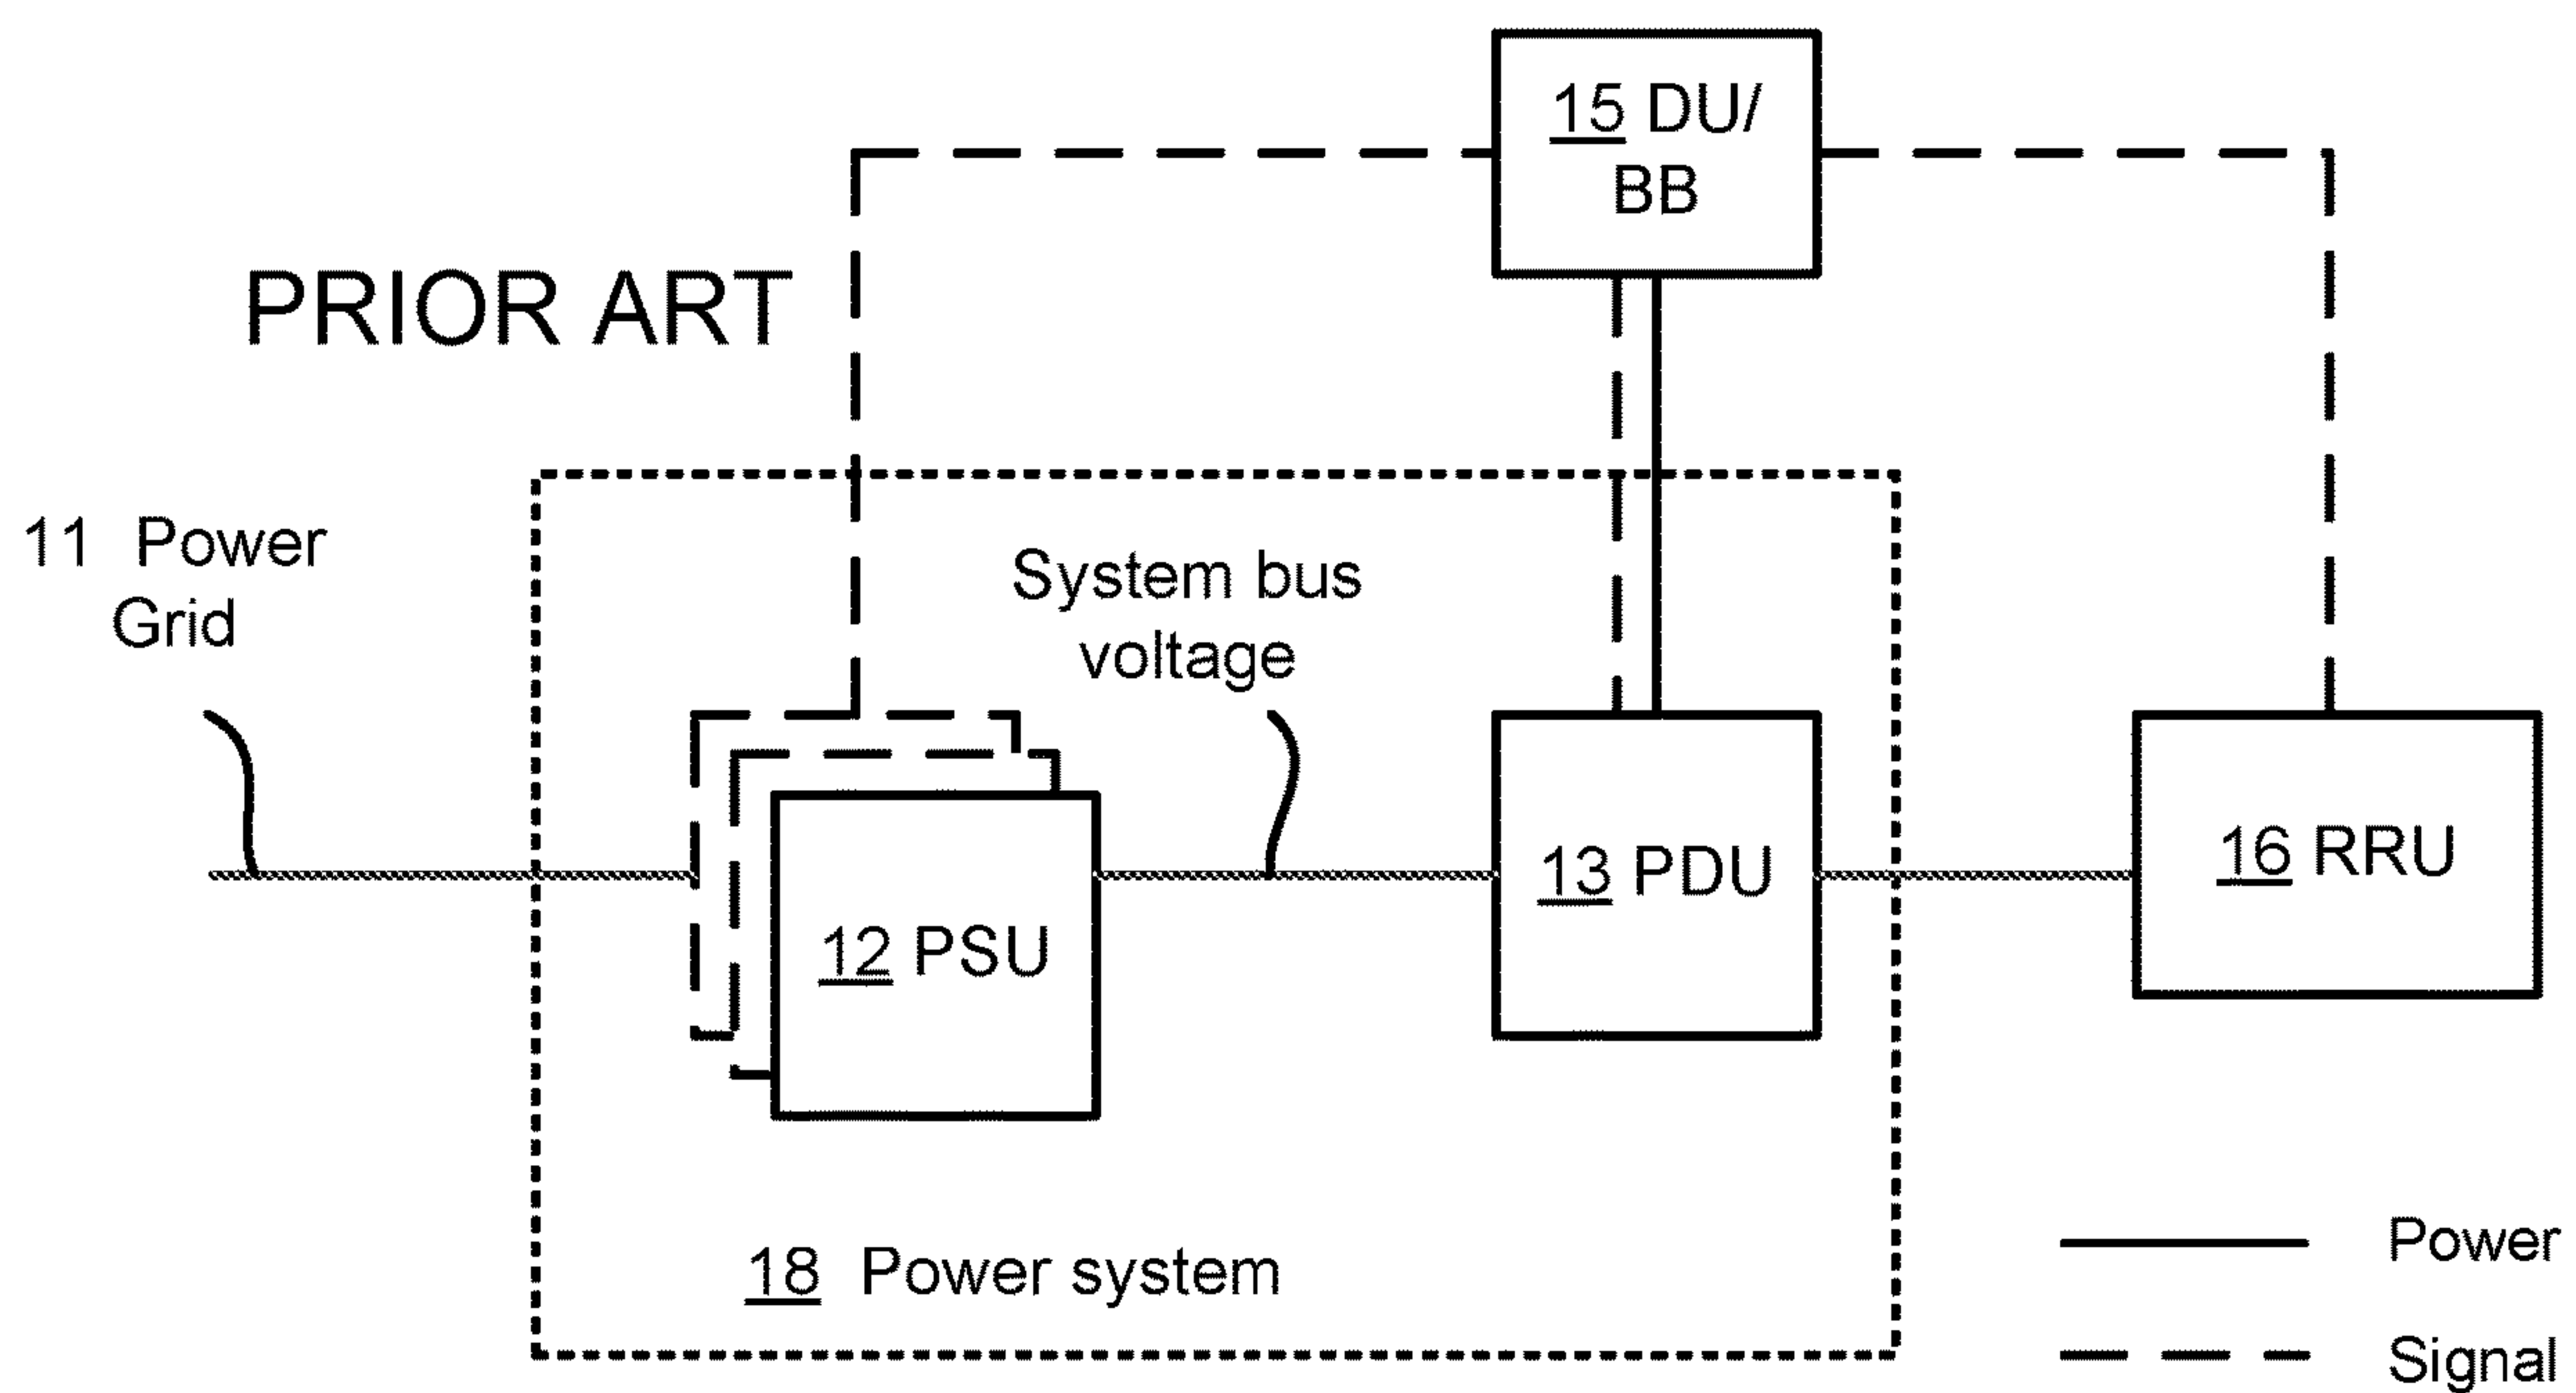 15 DU/
BB
PRIOR ART
11 Power
Grid
System bus
voltage
12 PSU
13 PDU
16 RRU
18 Power system
Power
Signal